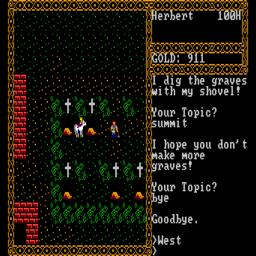 Herbert 100H
GOLD: 911
I dig the graves
with my shovel!
Your Topic?
summit
I hope you don't
make more
graves!
Your Topic?
bye
Goodbye.
>West
>